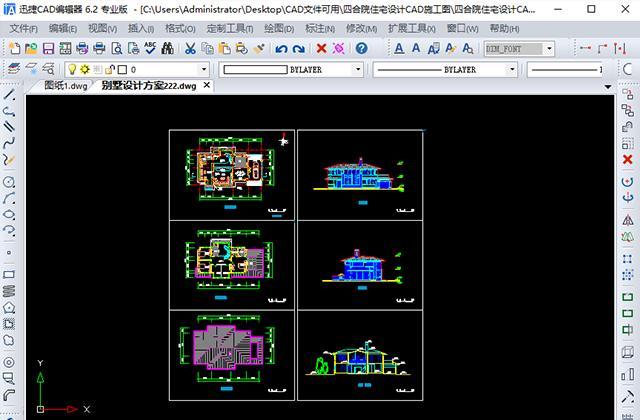 迅捷CAD编辑器 6.2 专业版 - [C:\Users\Administrator\Desktop\CAD文件可用\四合院住宅设计CAD施工图\四合院住宅设计CA...
文件(F) 编辑(E) 视图(V) 插入(I) 格式(O) 定制工具(T) 绘图(D) 标注(N) 修改(M) 扩展工具(X) 窗口(W) 帮助(H)
ABC DIM_FONT
0 BYLAYER BYLAYER
图纸1.dwg 别墅设计方案222.dwg
Y
X